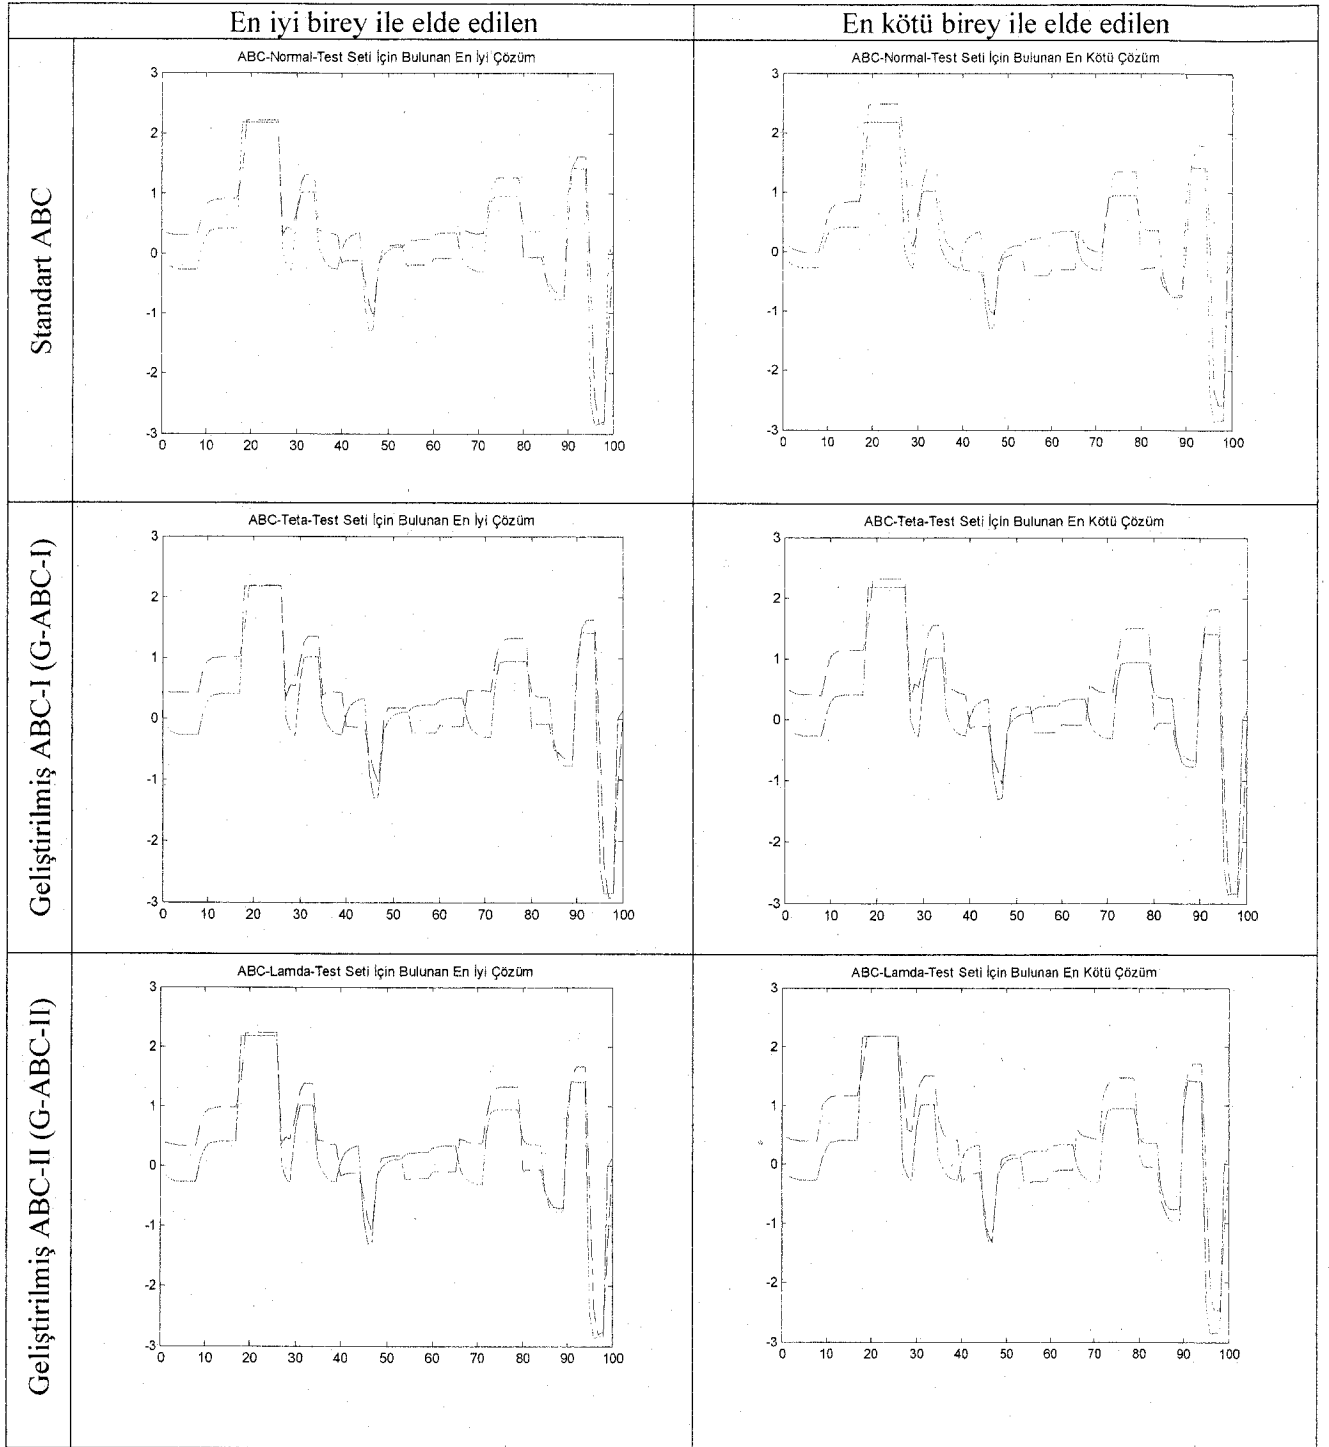 En iyi birey ile elde edilen
En kötü birey ile elde edilen
Standart ABC
ABC-Normal-Test Seti İçin Bulunan En İyi Çözüm
3
2
1
0
-1
-2
-3
0 10 20 30 40 50 60 70 80 90 100
ABC-Normal-Test Seti İçin Bulunan En Kötü Çözüm
3
2
1
0
-1
-2
-3
0 10 20 30 40 50 60 70 80 90 100
Geliştirilmiş ABC-I (G-ABC-I)
ABC-Teta-Test Seti İçin Bulunan En İyi Çözüm
3
2
1
0
-1
-2
-3
0 10 20 30 40 50 60 70 80 90 100
ABC-Teta-Test Seti İçin Bulunan En Kötü Çözüm
3
2
1
0
-1
-2
-3
0 10 20 30 40 50 60 70 80 90 100
Geliştirilmiş ABC-II (G-ABC-II)
ABC-Lamda-Test Seti İçin Bulunan En İyi Çözüm
3
2
1
0
-1
-2
-3
0 10 20 30 40 50 60 70 80 90 100
ABC-Lamda-Test Seti İçin Bulunan En Kötü Çözüm
3
2
1
0
-1
-2
-3
0 10 20 30 40 50 60 70 80 90 100